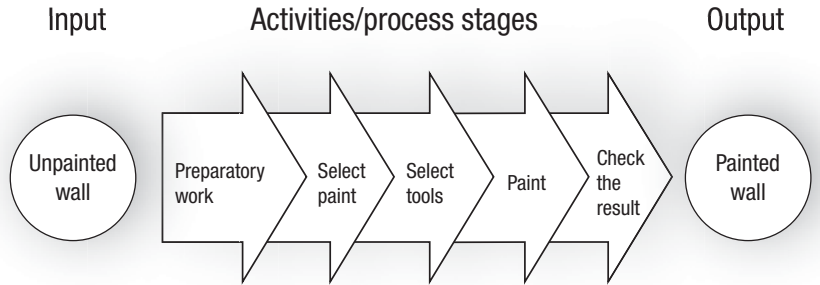 Input
Activities/process stages
Output
Unpainted
wall
Preparatory
work
Select
paint
Select
tools
Paint
Check
the
result
Painted
wall